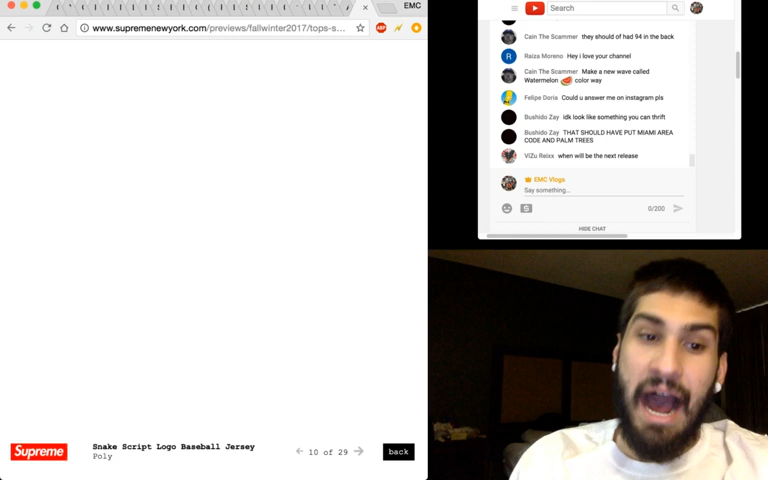 EMC
www.supremenewyork.com/previews/fallwinter2017/tops-s...
ABP
Supreme
Snake Script Logo Baseball Jersey
Poly
10 of 29
back
Search
Cain The Scammer they should of had 94 in the back
R Raiza Moreno Hey i love your channel
Cain The Scammer Make a new wave called
Watermelon 🍉 color way
Felipe Doria Could u answer me on instagram pls
Bushido Zay idk look like something you can thrift
Bushido Zay THAT SHOULD HAVE PUT MIAMI AREA
CODE AND PALM TREES
VIZu Reixx when will be the next release
EMC Vlogs
Say something...
0/200
HIDE CHAT